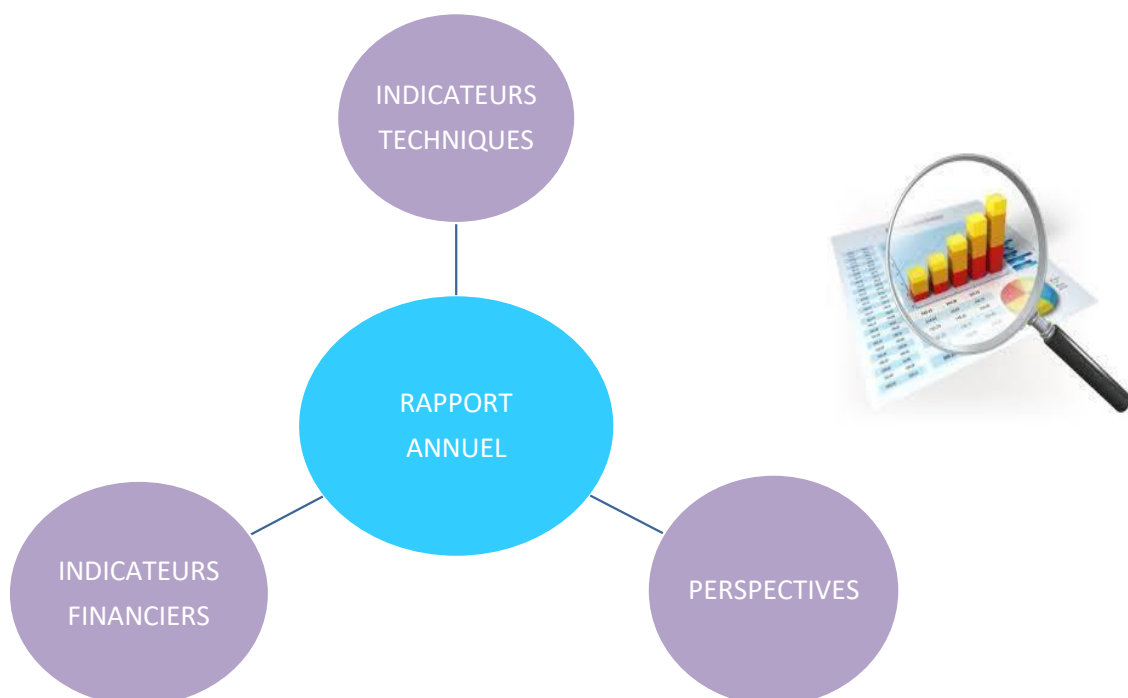 INDICATEURS
TECHNIQUES
RAPPORT
ANNUEL
INDICATEURS
FINANCIERS
PERSPECTIVES